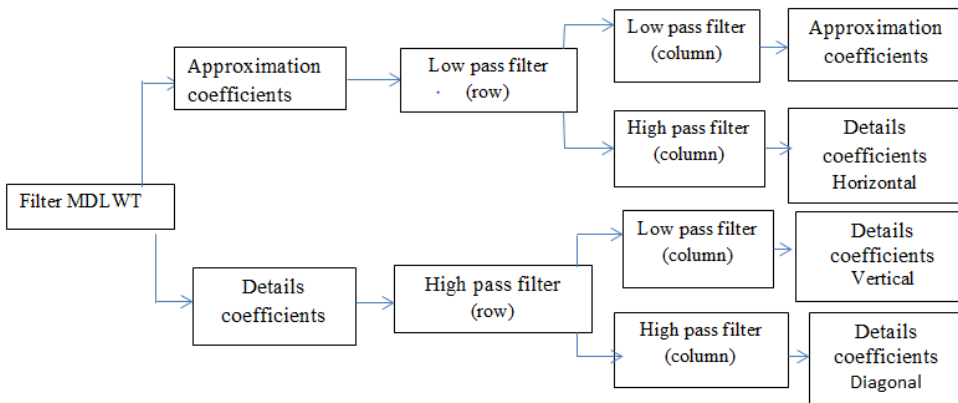 Filter MDLWT
Approximation
coefficients
Low pass filter
(row)
Low pass filter
(column)
Approximation
coefficients
High pass filter
(column)
Details
coefficients
Horizontal
Details
coefficients
High pass filter
(row)
Low pass filter
(column)
Details
coefficients
Vertical
High pass filter
(column)
Details
coefficients
Diagonal